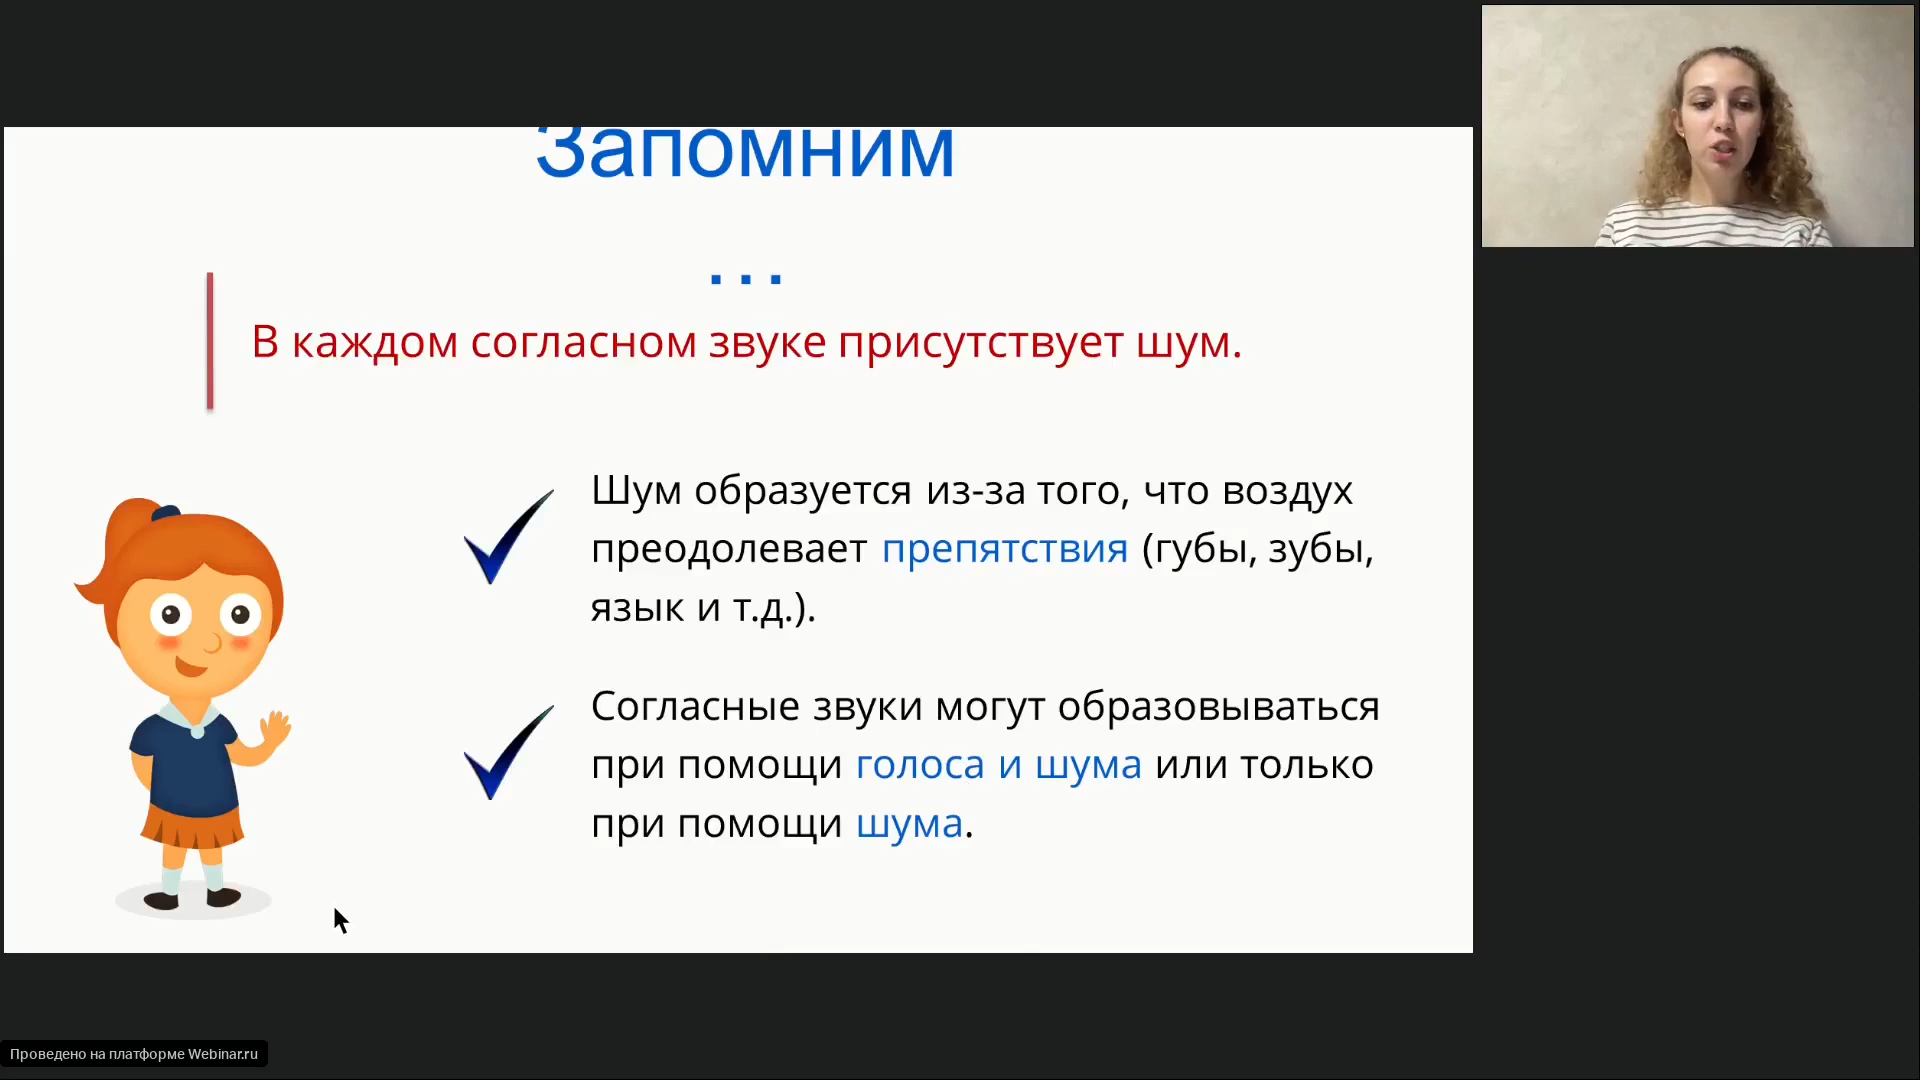 Запомним
...
В каждом согласном звуке присутствует шум.
Шум образуется из-за того, что воздух
преодолевает препятствия (губы, зубы,
язык и т.д.).
Согласные звуки могут образовываться
при помощи голоса и шума или только
при помощи шума.
Проведено на платформе Webinar.ru